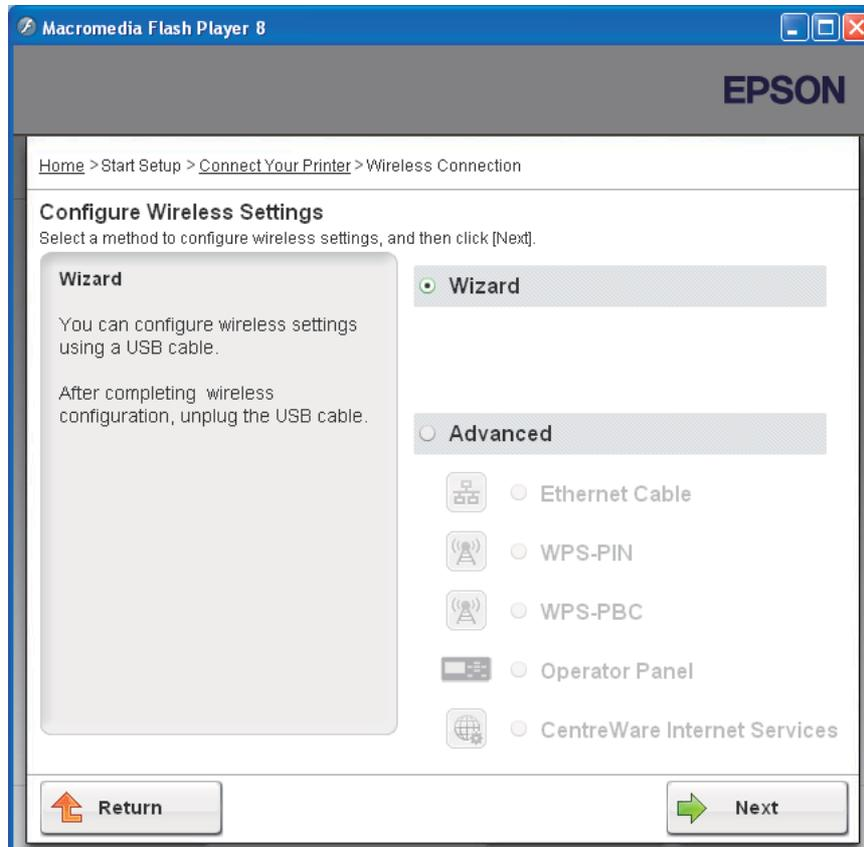 Macromedia Flash Player 8
EPSON
Home > Start Setup > Connect Your Printer > Wireless Connection
Configure Wireless Settings
Select a method to configure wireless settings, and then click [Next].
Wizard
You can configure wireless settings
using a USB cable.
After completing wireless
configuration, unplug the USB cable.
Wizard
Advanced
Ethernet Cable
WPS-PIN
WPS-PBC
Operator Panel
CentreWare Internet Services
Return
Next